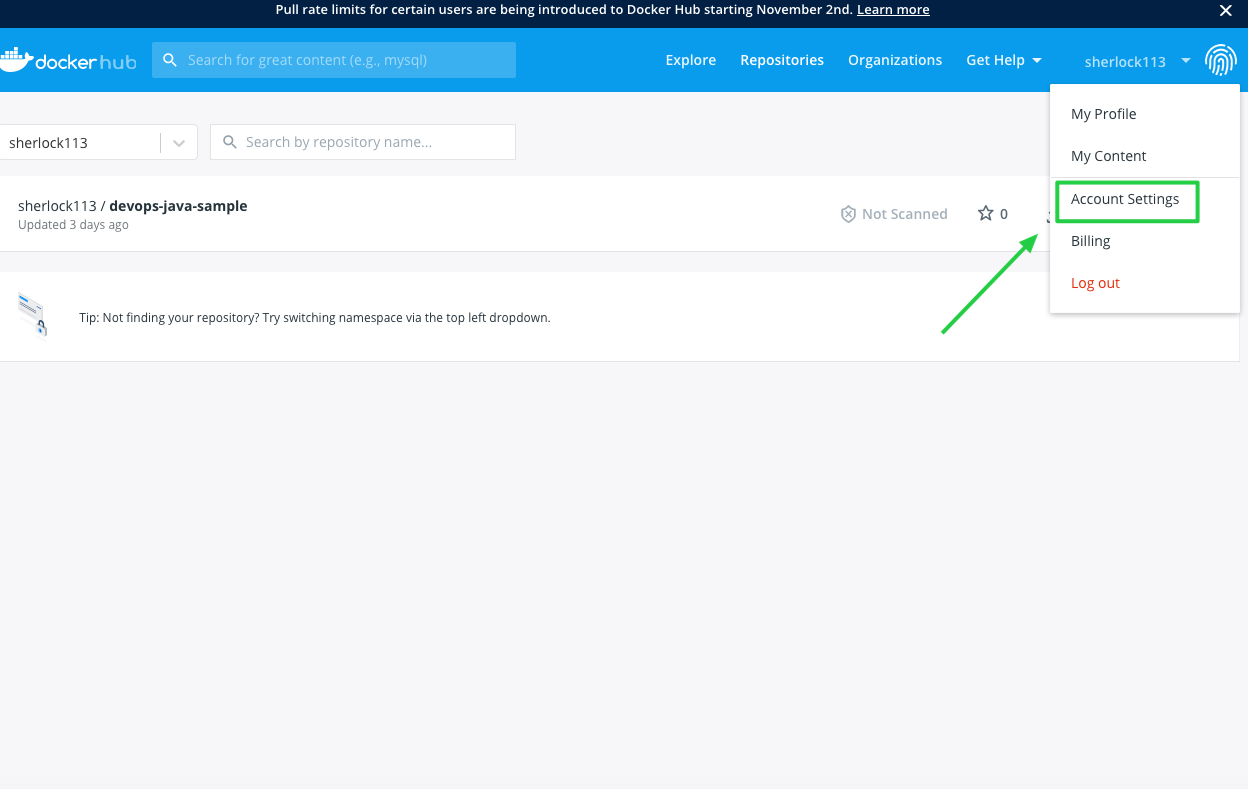 Pull rate limits for certain users are being introduced to Docker Hub starting November 2nd. Learn more
docker hub
Search for great content (e.g., mysql)
Explore
Repositories
Organizations
Get Help
sherlock113
My Profile
My Content
Account Settings
Billing
Log out
sherlock113
Search by repository name...
sherlock113 / devops-java-sample
Updated 3 days ago
Not Scanned
0
Tip: Not finding your repository? Try switching namespace via the top left dropdown.